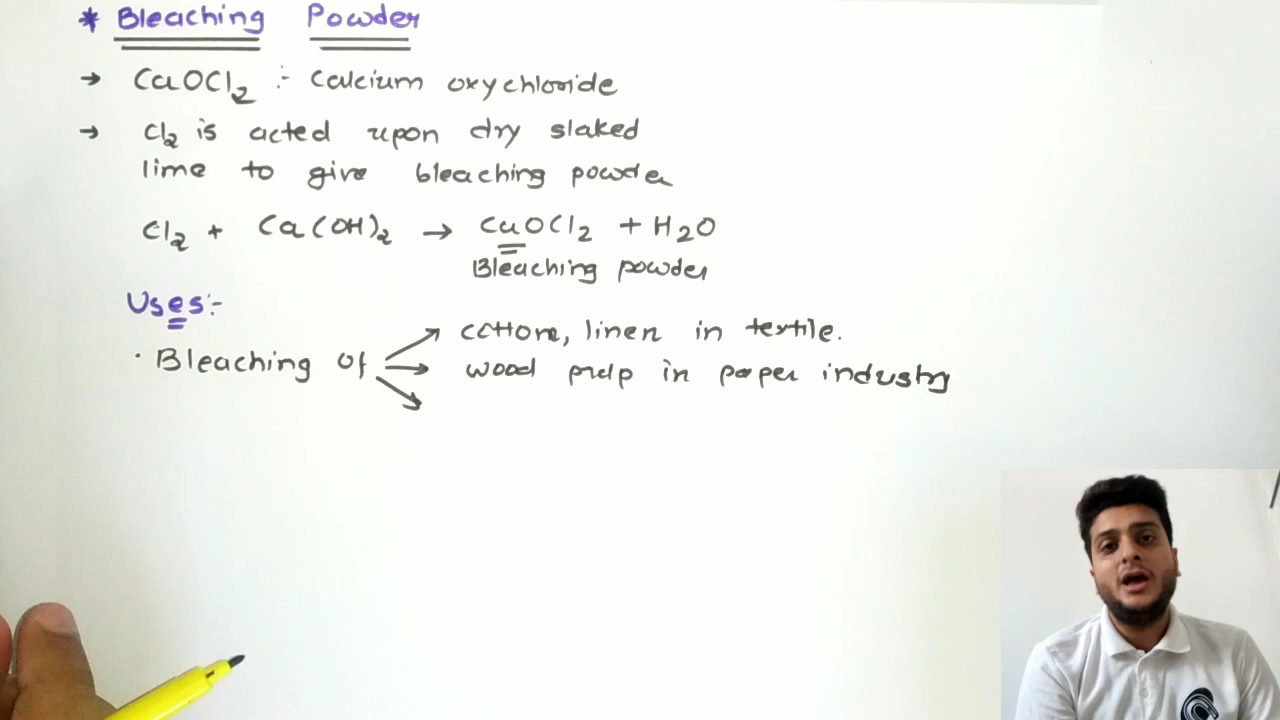 * Bleaching Powder
→ CaOCl2 :- calcium oxychloride
→ Cl2 is acted upon dry slaked
lime to give bleaching powder
Cl2 + Ca(OH)2 → CaOCl2 + H2O
Bleaching powder
Uses:-
· Bleaching of → cotton, linen in textile.
→ wood pulp in paper industry